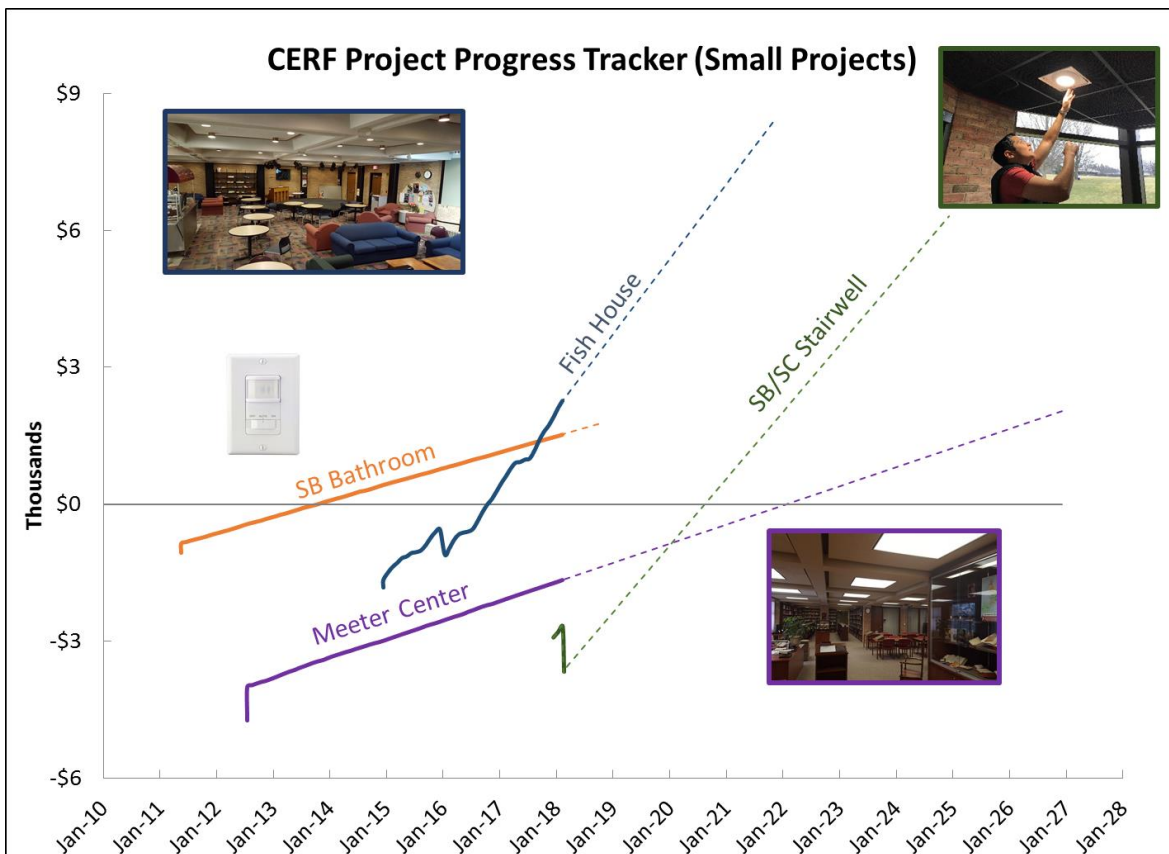 CERF Project Progress Tracker (Small Projects)
$9
$6
$3
$0
-$3
-$6
Thousands
Fish House
SB/SC Stairwell
SB Bathroom
Meeter Center
Jan-10
Jan-11
Jan-12
Jan-13
Jan-14
Jan-15
Jan-16
Jan-17
Jan-18
Jan-19
Jan-20
Jan-21
Jan-22
Jan-23
Jan-24
Jan-25
Jan-26
Jan-27
Jan-28